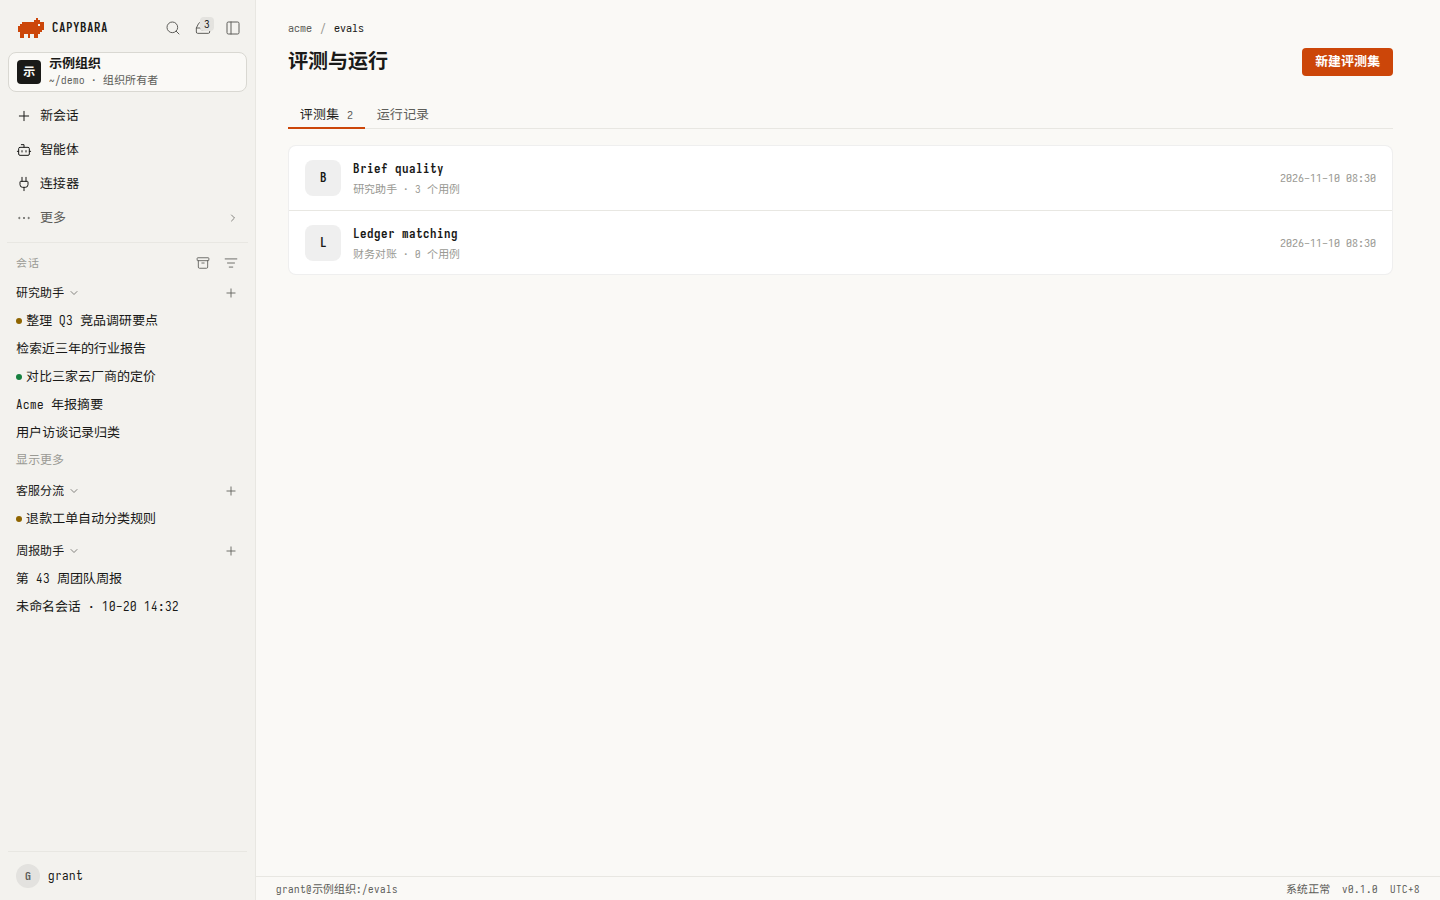 CAPYBARA
3
示
示例组织
~/demo · 组织所有者
新会话
智能体
连接器
更多
会话
研究助手
整理 Q3 竞品调研要点
检索近三年的行业报告
对比三家云厂商的定价
Acme 年报摘要
用户访谈记录归类
显示更多
客服分流
退款工单自动分类规则
周报助手
第 43 周团队周报
未命名会话 · 10-20 14:32
G
grant
acme / evals
评测与运行
新建评测集
评测集 2
运行记录
B
Brief quality
研究助手 · 3 个用例
2026-11-10 08:30
L
Ledger matching
财务对账 · 0 个用例
2026-11-10 08:30
grant@示例组织:/evals
系统正常 v0.1.0 UTC+8